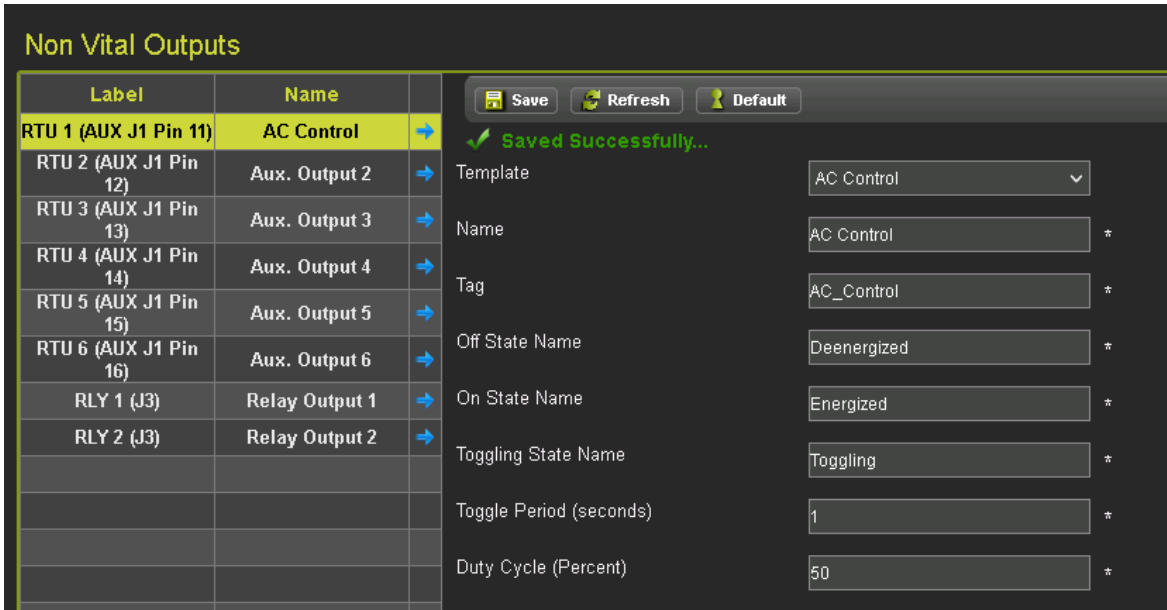 Non Vital Outputs
Label Name
RTU 1 (AUX J1 Pin 11) AC Control
RTU 2 (AUX J1 Pin
12) Aux. Output 2
RTU 3 (AUX J1 Pin
13) Aux. Output 3
RTU 4 (AUX J1 Pin
14) Aux. Output 4
RTU 5 (AUX J1 Pin
15) Aux. Output 5
RTU 6 (AUX J1 Pin
16) Aux. Output 6
RLY 1 (J3) Relay Output 1
RLY 2 (J3) Relay Output 2
Save Refresh Default
Saved Successfully...
Template AC Control
Name AC Control *
Tag AC_Control *
Off State Name Deenergized *
On State Name Energized *
Toggling State Name Toggling *
Toggle Period (seconds) 1 *
Duty Cycle (Percent) 50 *